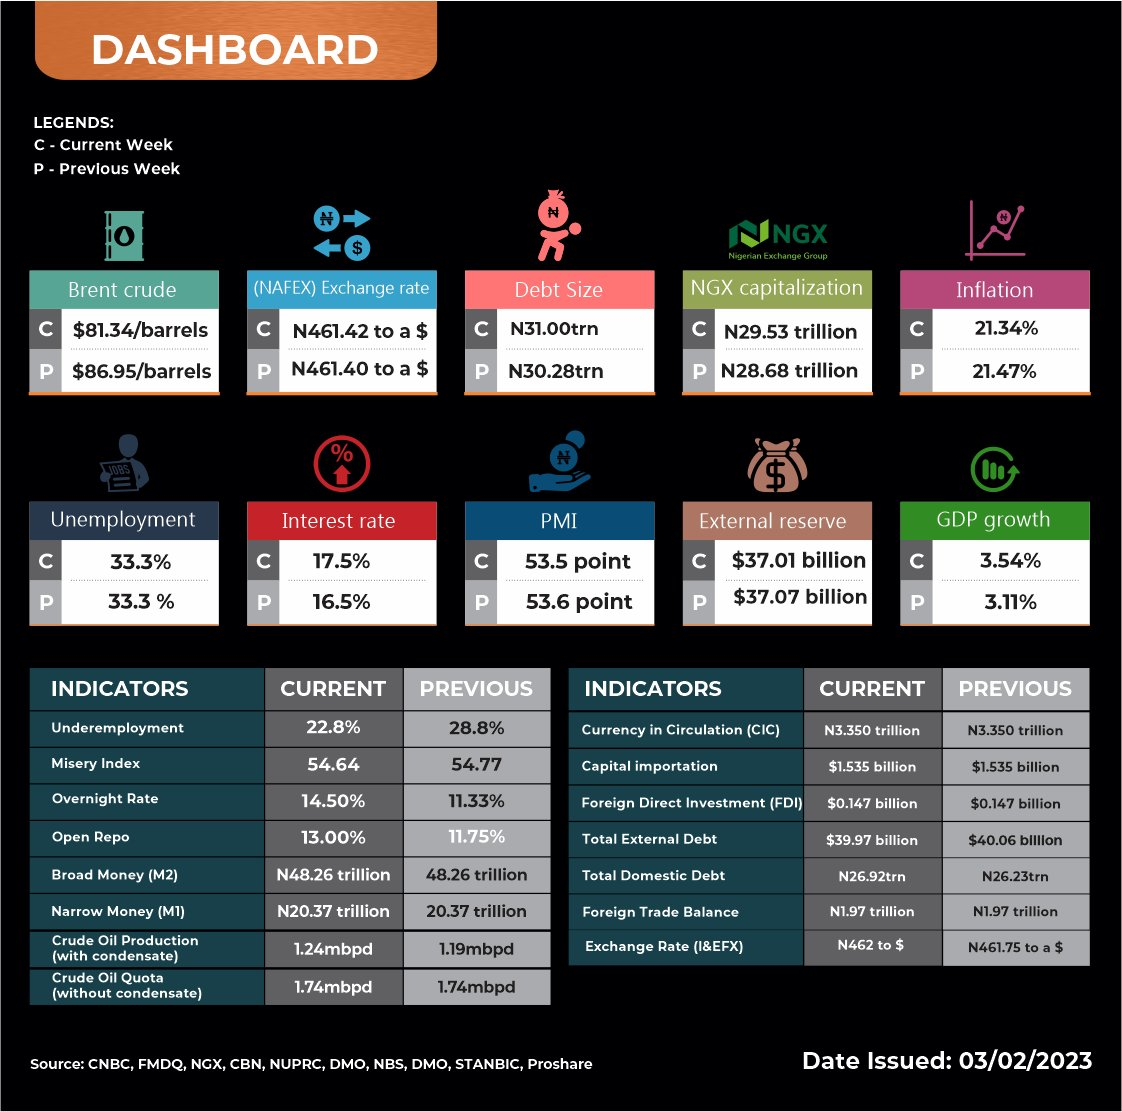 DASHBOARD
LEGENDS:
C - Current Week
P - Previous Week
NGX
Nigerian Exchange Group
Brent crude
C $81.34/barrels
P $86.95/barrels
(NAFEX) Exchange rate
C N461.42 to a $
P N461.40 to a $
Debt Size
C N31.00trn
P N30.28trn
NGX capitalization
C N29.53 trillion
P N28.68 trillion
Inflation
C 21.34%
P 21.47%
JOBS
%
Unemployment
C 33.3%
P 33.3 %
Interest rate
C 17.5%
P 16.5%
PMI
C 53.5 point
P 53.6 point
External reserve
C $37.01 billion
P $37.07 billion
GDP growth
C 3.54%
P 3.11%
INDICATORS CURRENT PREVIOUS
Underemployment 22.8% 28.8%
Misery Index 54.64 54.77
Overnight Rate 14.50% 11.33%
Open Repo 13.00% 11.75%
Broad Money (M2) N48.26 trillion 48.26 trillion
Narrow Money (M1) N20.37 trillion 20.37 trillion
Crude Oil Production
(with condensate) 1.24mbpd 1.19mbpd
Crude Oil Quota
(without condensate) 1.74mbpd 1.74mbpd
INDICATORS CURRENT PREVIOUS
Currency in Circulation (CIC) N3.350 trillion N3.350 trillion
Capital importation $1.535 billion $1.535 billion
Foreign Direct Investment (FDI) $0.147 billion $0.147 billion
Total External Debt $39.97 billion $40.06 billion
Total Domestic Debt N26.92trn N26.23trn
Foreign Trade Balance N1.97 trillion N1.97 trillion
Exchange Rate (I&EFX) N462 to $ N461.75 to a $
Source: CNBC, FMDQ, NGX, CBN, NUPRC, DMO, NBS, DMO, STANBIC, Proshare
Date Issued: 03/02/2023